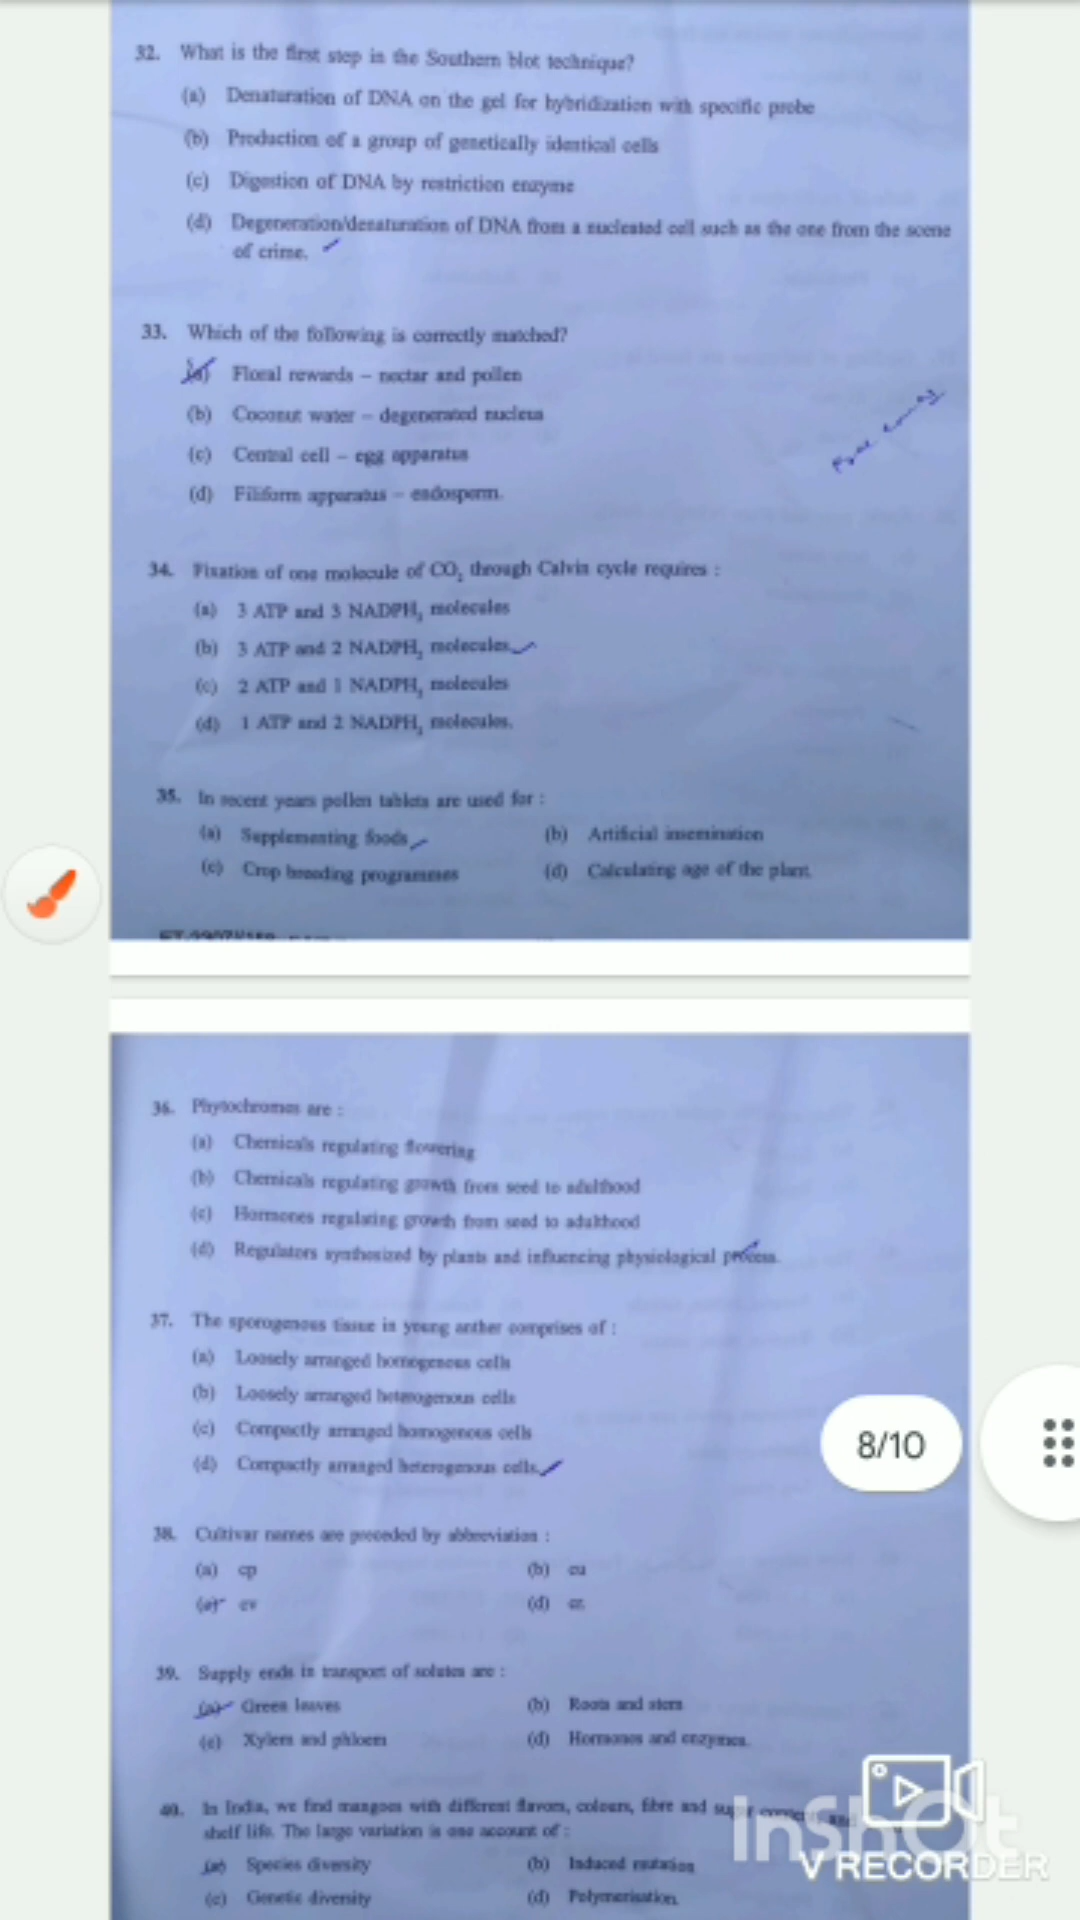 32. What is the first step in the Southern blot technique?
(a) Denaturation of DNA on the gel for hybridization with specific probe
(b) Production of a group of genetically identical cells
(c) Digestion of DNA by restriction enzyme
(d) Degeneration/denaturation of DNA from a nucleated cell such as the one from the scene
of crime.
33. Which of the following is correctly matched?
(a) Floral rewards – nectar and pollen
(b) Coconut water – degenerated nucleus
(c) Central cell – egg apparatus
(d) Filiform apparatus – endosperm.
34. Fixation of one molecule of CO₂ through Calvin cycle requires :
(a) 3 ATP and 3 NADPH₂ molecules
(b) 3 ATP and 2 NADPH₂ molecules
(c) 2 ATP and 1 NADPH₂ molecules
(d) 1 ATP and 2 NADPH₂ molecules.
35. In recent years pollen tablets are used for :
(a) Supplementing foods
(b) Artificial insemination
(c) Crop breeding programmes
(d) Calculating age of the plant.
36. Phytochromes are :
(a) Chemicals regulating flowering
(b) Chemicals regulating growth from seed to adulthood
(c) Hormones regulating growth from seed to adulthood
(d) Regulators synthesized by plants and influencing physiological process.
37. The sporogenous tissue in young anther comprises of :
(a) Loosely arranged homogenous cells
(b) Loosely arranged heterogenous cells
(c) Compactly arranged homogenous cells
(d) Compactly arranged heterogenous cells.
8/10
38. Cultivar names are preceded by abbreviation :
(a) cp
(b) cu
(c) cv
(d) cr.
39. Supply ends in transport of solutes are :
(a) Green leaves
(b) Roots and stem
(c) Xylem and phloem
(d) Hormones and enzymes.
40. In India, we find mangoes with different flavors, colours, fibre and sugar content and
shelf life. The large variation is one account of :
(a) Species diversity
(b) Induced mutation
(c) Genetic diversity
(d) Polymerisation.
InShOt
V RECORDER